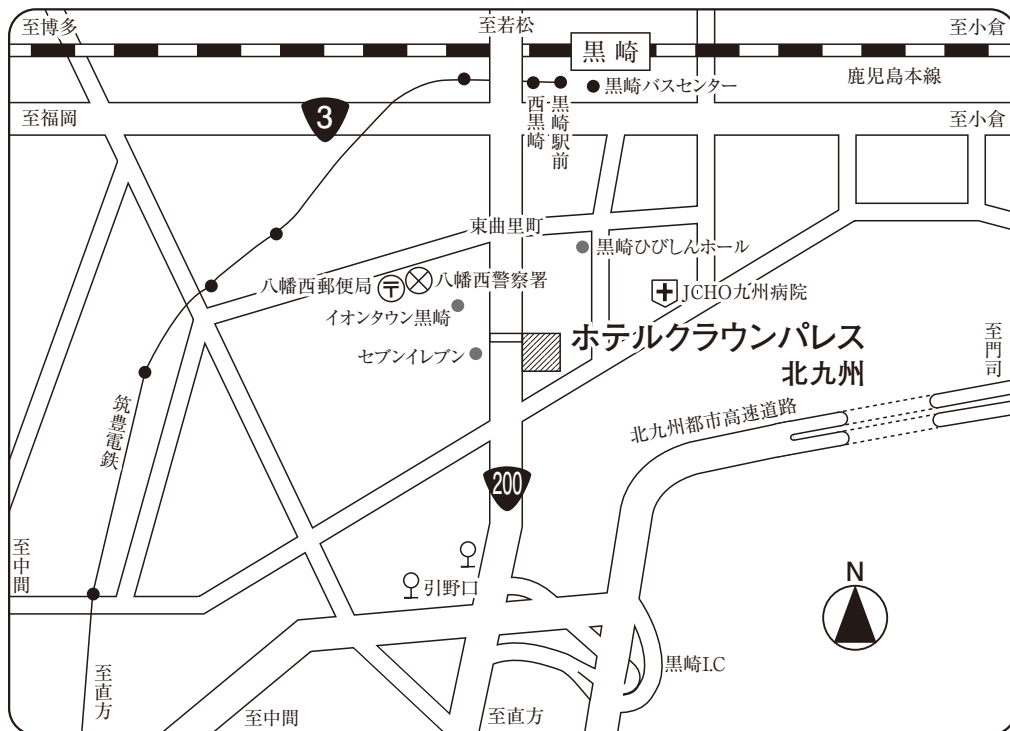 至博多
至若松
至小倉
黒崎
鹿児島本線
黒崎バスセンター
西黒崎
黒崎駅前
至福岡
3
至小倉
東曲里町
黒崎ひびしんホール
八幡西郵便局
八幡西警察署
JCHO九州病院
イオンタウン黒崎
セブンイレブン
ホテルクラウンパレス
北九州
至門司
筑豊電鉄
北九州都市高速道路
200
至中間
引野口
N
黒崎I.C
至直方
至中間
至直方